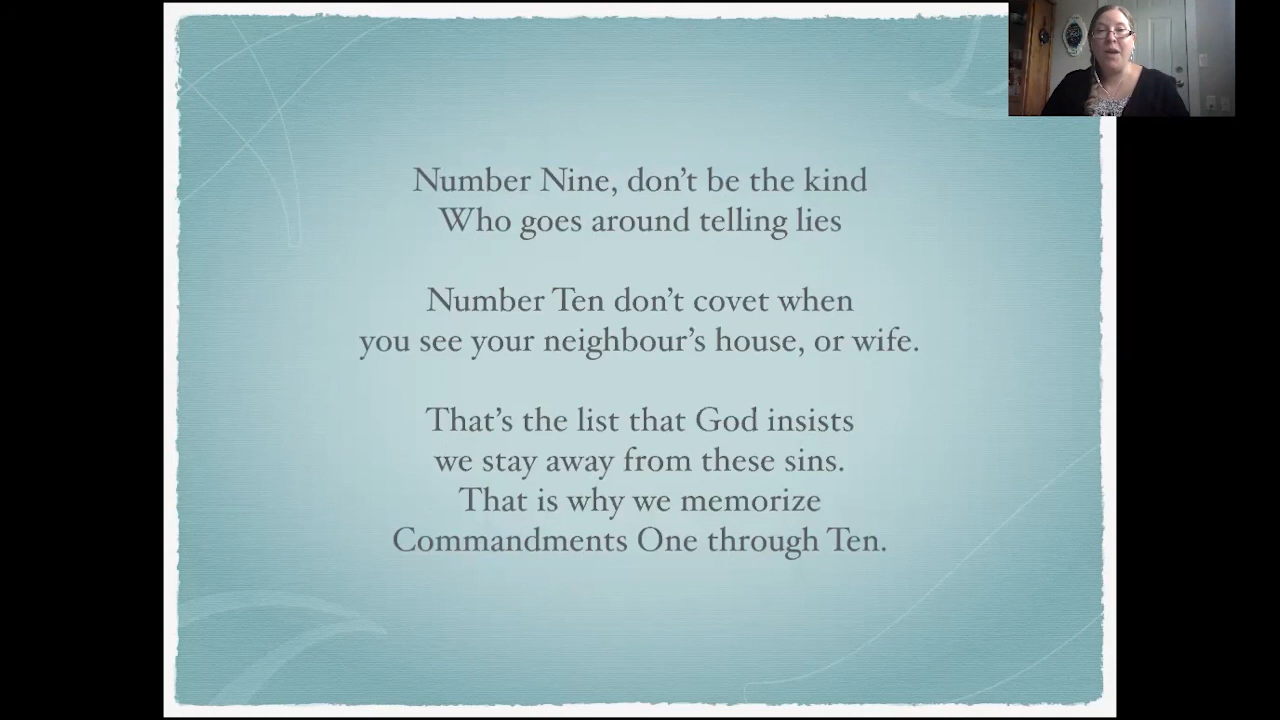 Number Nine, don’t be the kind
Who goes around telling lies
Number Ten don’t covet when
you see your neighbour’s house, or wife.
That’s the list that God insists
we stay away from these sins.
That is why we memorize
Commandments One through Ten.